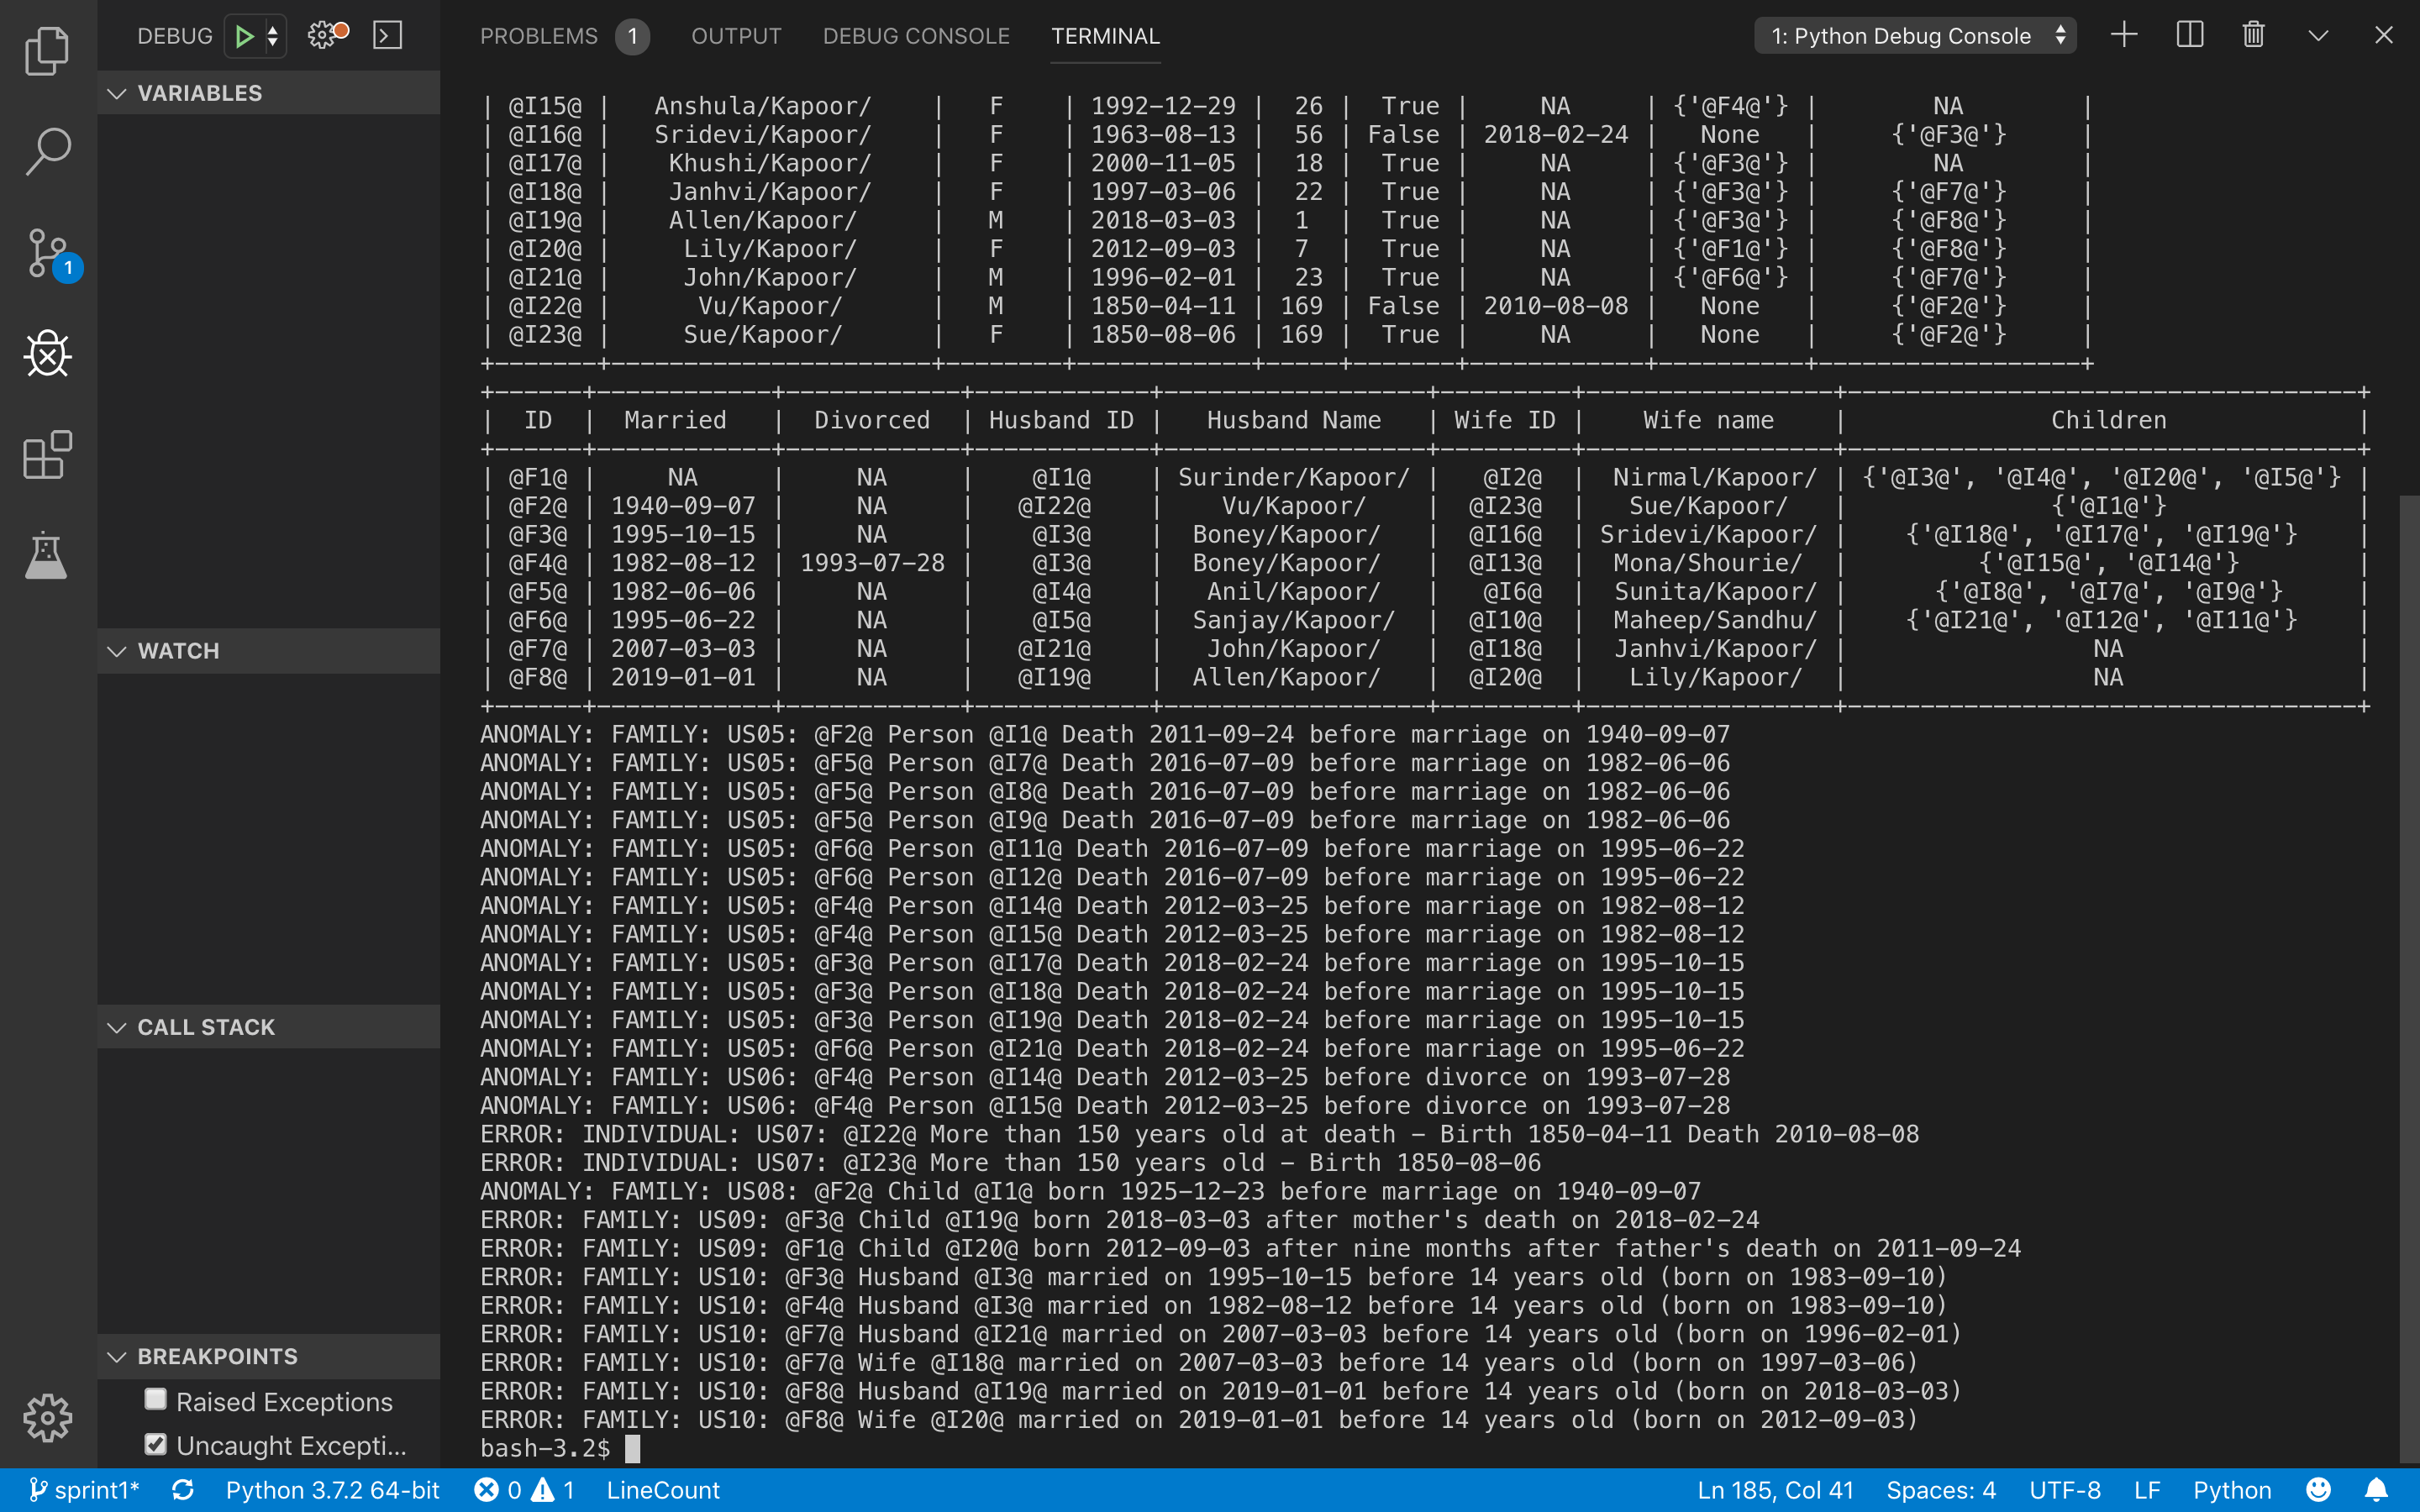 DEBUG
PROBLEMS 1 OUTPUT DEBUG CONSOLE TERMINAL 1: Python Debug Console
VARIABLES
WATCH
CALL STACK
BREAKPOINTS
Raised Exceptions
Uncaught Excepti...
1
| @I15@ | Anshula/Kapoor/ | F | 1992-12-29 | 26 | True | NA | {'@F4@'} | NA |
| @I16@ | Sridevi/Kapoor/ | F | 1963-08-13 | 56 | False | 2018-02-24 | None | {'@F3@'} |
| @I17@ | Khushi/Kapoor/ | F | 2000-11-05 | 18 | True | NA | {'@F3@'} | NA |
| @I18@ | Janhvi/Kapoor/ | F | 1997-03-06 | 22 | True | NA | {'@F3@'} | {'@F7@'} |
| @I19@ | Allen/Kapoor/ | M | 2018-03-03 | 1 | True | NA | {'@F3@'} | {'@F8@'} |
| @I20@ | Lily/Kapoor/ | F | 2012-09-03 | 7 | True | NA | {'@F1@'} | {'@F8@'} |
| @I21@ | John/Kapoor/ | M | 1996-02-01 | 23 | True | NA | {'@F6@'} | {'@F7@'} |
| @I22@ | Vu/Kapoor/ | M | 1850-04-11 | 169 | False | 2010-08-08 | None | {'@F2@'} |
| @I23@ | Sue/Kapoor/ | F | 1850-08-06 | 169 | True | NA | None | {'@F2@'} |
| ID | Married | Divorced | Husband ID | Husband Name | Wife ID | Wife name | Children |
| @F1@ | NA | NA | @I1@ | Surinder/Kapoor/ | @I2@ | Nirmal/Kapoor/ | {'@I3@', '@I4@', '@I20@', '@I5@'} |
| @F2@ | 1940-09-07 | NA | @I22@ | Vu/Kapoor/ | @I23@ | Sue/Kapoor/ | {'@I1@'} |
| @F3@ | 1995-10-15 | NA | @I3@ | Boney/Kapoor/ | @I16@ | Sridevi/Kapoor/ | {'@I18@', '@I17@', '@I19@'} |
| @F4@ | 1982-08-12 | 1993-07-28 | @I3@ | Boney/Kapoor/ | @I13@ | Mona/Shourie/ | {'@I15@', '@I14@'} |
| @F5@ | 1982-06-06 | NA | @I4@ | Anil/Kapoor/ | @I6@ | Sunita/Kapoor/ | {'@I8@', '@I7@', '@I9@'} |
| @F6@ | 1995-06-22 | NA | @I5@ | Sanjay/Kapoor/ | @I10@ | Maheep/Sandhu/ | {'@I21@', '@I12@', '@I11@'} |
| @F7@ | 2007-03-03 | NA | @I21@ | John/Kapoor/ | @I18@ | Janhvi/Kapoor/ | NA |
| @F8@ | 2019-01-01 | NA | @I19@ | Allen/Kapoor/ | @I20@ | Lily/Kapoor/ | NA |
ANOMALY: FAMILY: US05: @F2@ Person @I1@ Death 2011-09-24 before marriage on 1940-09-07
ANOMALY: FAMILY: US05: @F5@ Person @I7@ Death 2016-07-09 before marriage on 1982-06-06
ANOMALY: FAMILY: US05: @F5@ Person @I8@ Death 2016-07-09 before marriage on 1982-06-06
ANOMALY: FAMILY: US05: @F5@ Person @I9@ Death 2016-07-09 before marriage on 1982-06-06
ANOMALY: FAMILY: US05: @F6@ Person @I11@ Death 2016-07-09 before marriage on 1995-06-22
ANOMALY: FAMILY: US05: @F6@ Person @I12@ Death 2016-07-09 before marriage on 1995-06-22
ANOMALY: FAMILY: US05: @F4@ Person @I14@ Death 2012-03-25 before marriage on 1982-08-12
ANOMALY: FAMILY: US05: @F4@ Person @I15@ Death 2012-03-25 before marriage on 1982-08-12
ANOMALY: FAMILY: US05: @F3@ Person @I17@ Death 2018-02-24 before marriage on 1995-10-15
ANOMALY: FAMILY: US05: @F3@ Person @I18@ Death 2018-02-24 before marriage on 1995-10-15
ANOMALY: FAMILY: US05: @F3@ Person @I19@ Death 2018-02-24 before marriage on 1995-10-15
ANOMALY: FAMILY: US05: @F6@ Person @I21@ Death 2018-02-24 before marriage on 1995-06-22
ANOMALY: FAMILY: US06: @F4@ Person @I14@ Death 2012-03-25 before divorce on 1993-07-28
ANOMALY: FAMILY: US06: @F4@ Person @I15@ Death 2012-03-25 before divorce on 1993-07-28
ERROR: INDIVIDUAL: US07: @I22@ More than 150 years old at death - Birth 1850-04-11 Death 2010-08-08
ERROR: INDIVIDUAL: US07: @I23@ More than 150 years old - Birth 1850-08-06
ANOMALY: FAMILY: US08: @F2@ Child @I1@ born 1925-12-23 before marriage on 1940-09-07
ERROR: FAMILY: US09: @F3@ Child @I19@ born 2018-03-03 after mother's death on 2018-02-24
ERROR: FAMILY: US09: @F1@ Child @I20@ born 2012-09-03 after nine months after father's death on 2011-09-24
ERROR: FAMILY: US10: @F3@ Husband @I3@ married on 1995-10-15 before 14 years old (born on 1983-09-10)
ERROR: FAMILY: US10: @F4@ Husband @I3@ married on 1982-08-12 before 14 years old (born on 1983-09-10)
ERROR: FAMILY: US10: @F7@ Husband @I21@ married on 2007-03-03 before 14 years old (born on 1996-02-01)
ERROR: FAMILY: US10: @F7@ Wife @I18@ married on 2007-03-03 before 14 years old (born on 1997-03-06)
ERROR: FAMILY: US10: @F8@ Husband @I19@ married on 2019-01-01 before 14 years old (born on 2018-03-03)
ERROR: FAMILY: US10: @F8@ Wife @I20@ married on 2019-01-01 before 14 years old (born on 2012-09-03)
bash-3.2$
sprint1* Python 3.7.2 64-bit 0 1 LineCount Ln 185, Col 41 Spaces: 4 UTF-8 LF Python